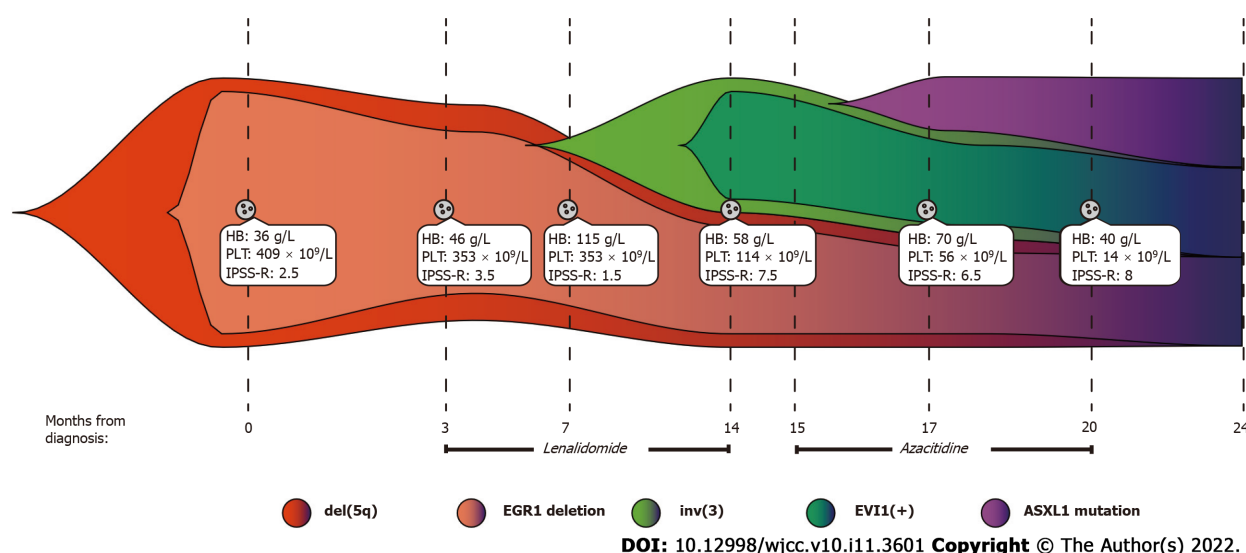 HB: 36 g/L
PLT: 409 × 10⁹/L
IPSS-R: 2.5
HB: 46 g/L
PLT: 353 × 10⁹/L
IPSS-R: 3.5
HB: 115 g/L
PLT: 353 × 10⁹/L
IPSS-R: 1.5
HB: 58 g/L
PLT: 114 × 10⁹/L
IPSS-R: 7.5
HB: 70 g/L
PLT: 56 × 10⁹/L
IPSS-R: 6.5
HB: 40 g/L
PLT: 14 × 10⁹/L
IPSS-R: 8
Months from
diagnosis:
0 3 7 14 15 17 20 24
Lenalidomide Azacitidine
del(5q) EGR1 deletion inv(3) EVI1(+) ASXL1 mutation
DOI: 10.12998/wjcc.v10.i11.3601 Copyright © The Author(s) 2022.